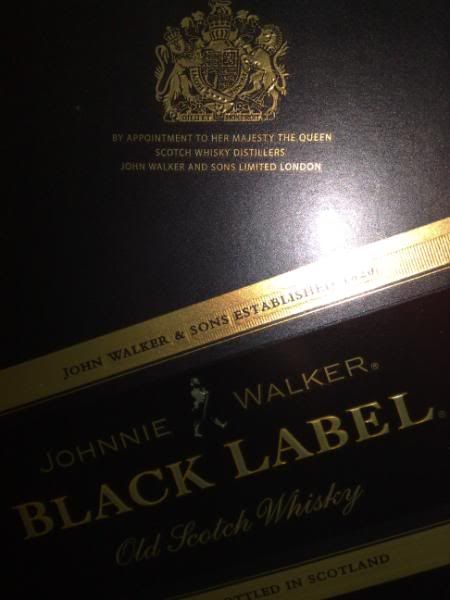 BY APPOINTMENT TO HER MAJESTY THE QUEEN
SCOTCH WHISKY DISTILLERS
JOHN WALKER AND SONS LIMITED LONDON
JOHN WALKER & SONS ESTABLISHED 1820
JOHNNIE WALKER®
BLACK LABEL®
Old Scotch Whisky
BOTTLED IN SCOTLAND